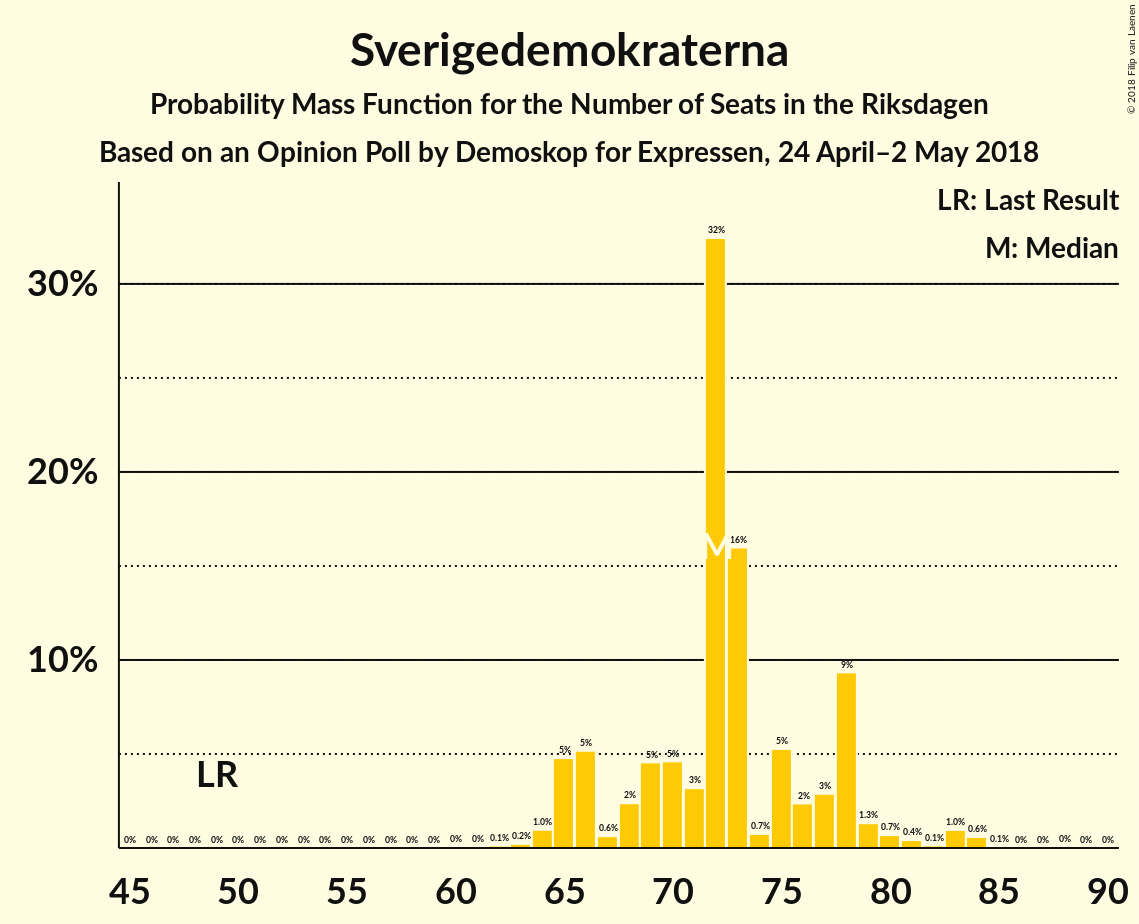 Sverigedemokraterna
Probability Mass Function for the Number of Seats in the Riksdagen
Based on an Opinion Poll by Demoskop for Expressen, 24 April–2 May 2018
© 2018 Filip van Laenen
LR: Last Result
M: Median
32%
30%
16%
M
20%
10%
9%
5% 5% 0.6% 2% 5% 5% 3% 0.7% 5% 2% 3%
LR
0% 0% 0% 0% 0% 0% 0% 0% 0% 0% 0% 0% 0% 0% 0% 0% 0% 0.1% 0.2% 1.0% 1.3% 0.7% 0.4% 0.1% 1.0% 0.6% 0.1% 0% 0% 0% 0% 0%
45 50 55 60 65 70 75 80 85 90